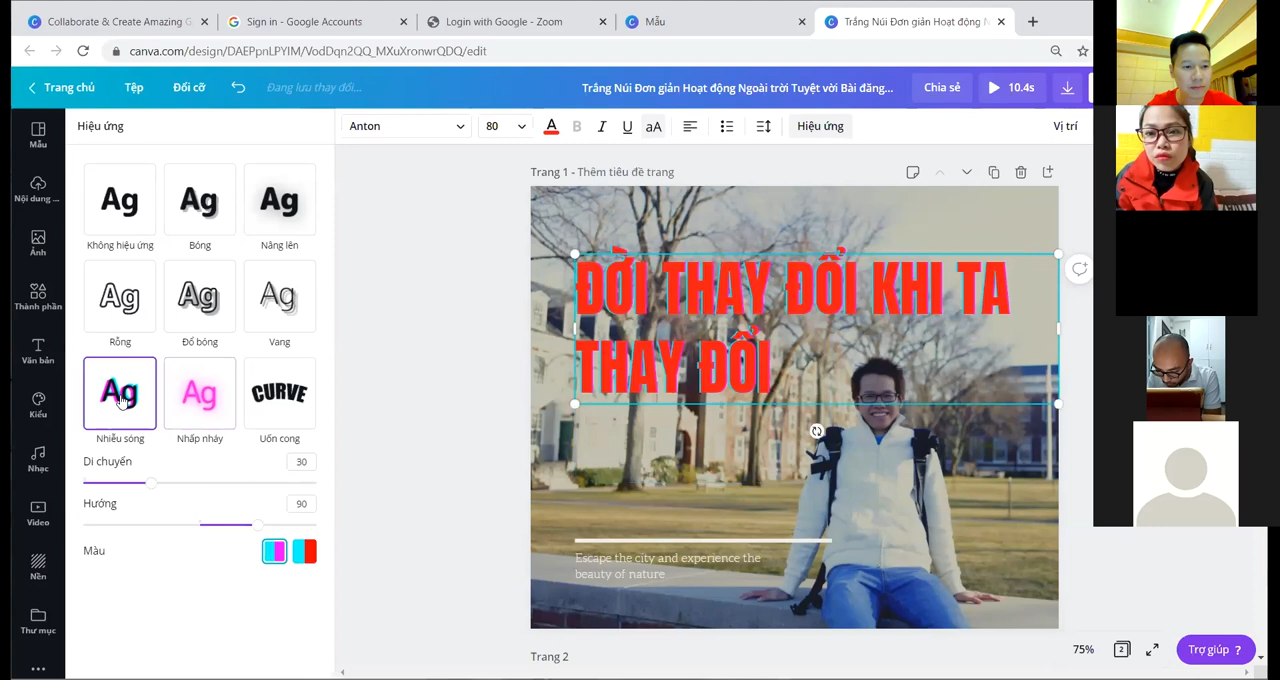 Collaborate & Create Amazing G
Sign in - Google Accounts
Login with Google - Zoom
Mẫu
Trắng Núi Đơn giản Hoạt động N
canva.com/design/DAEPpnLPYIM/VodDqn2QQ_MXuXronwrQDQ/edit
Trang chủ
Tệp
Đổi cỡ
Đang lưu thay đổi...
Trắng Núi Đơn giản Hoạt động Ngoài trời Tuyệt vời Bài đăng...
Chia sẻ
10.4s
Hiệu ứng
Anton
80
A
B
I
U
aA
Hiệu ứng
Vị trí
Mẫu
Nội dung ...
Ảnh
Thành phần
Văn bản
Kiểu
Nhạc
Video
Nền
Thư mục
Ag
Ag
Ag
Không hiệu ứng
Bóng
Nâng lên
Ag
Ag
Ag
Rỗng
Đổ bóng
Vang
Ag
Ag
CURVE
Nhiễu sóng
Nhấp nháy
Uốn cong
Di chuyển
30
Hướng
90
Màu
Trang 1 - Thêm tiêu đề trang
ĐỜI THAY ĐỔI KHI TA
THAY ĐỔI
Escape the city and experience the
beauty of nature
Trang 2
75%
2
Trợ giúp ?